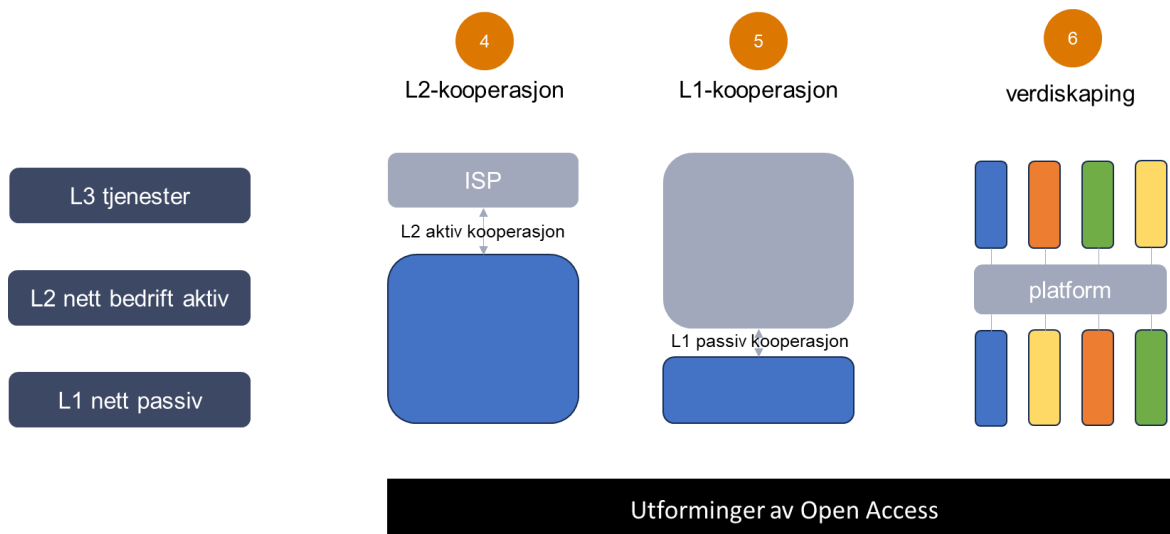 4
5
6
L2-kooperasjon
L1-kooperasjon
verdiskaping
L3 tjenester
ISP
L2 aktiv kooperasjon
L2 nett bedrift aktiv
platform
L1 passiv kooperasjon
L1 nett passiv
Utforminger av Open Access